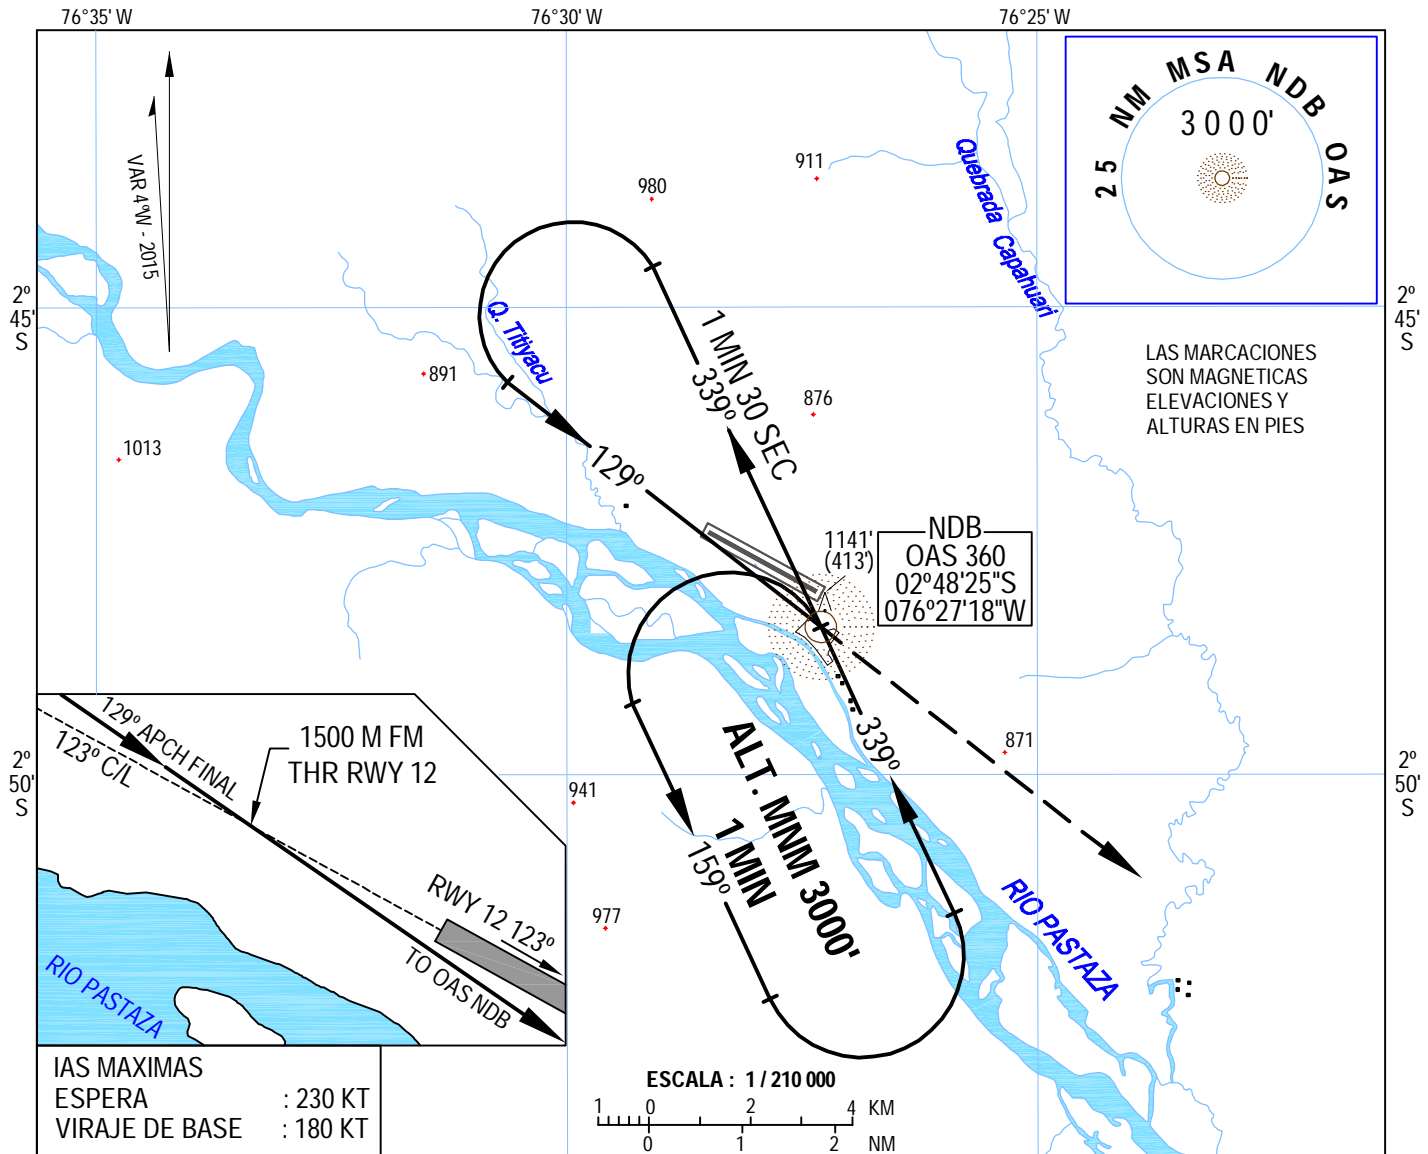 76°35' W
76°30' W
76°25' W
25 NM MSA NDB OAS
3000'
VAR 4°W - 2015
980
911
Quebrada Capahuari
2°
45'
S
2°
45'
S
Q. Titiyacu
1 MIN 30 SEC
339°
LAS MARCACIONES
SON MAGNETICAS
ELEVACIONES Y
ALTURAS EN PIES
891
876
1013
129°
1141'
(413')
NDB
OAS 360
02°48'25"S
076°27'18"W
339°
871
2°
50'
S
2°
50'
S
941
977
ALT. MNM 3000'
1 MIN
159°
RIO PASTAZA
129° APCH FINAL
123° C/L
1500 M FM
THR RWY 12
RWY 12 123°
TO OAS NDB
RIO PASTAZA
IAS MAXIMAS
ESPERA : 230 KT
VIRAJE DE BASE : 180 KT
ESCALA : 1 / 210 000
1 0 2 4 KM
0 1 2 NM